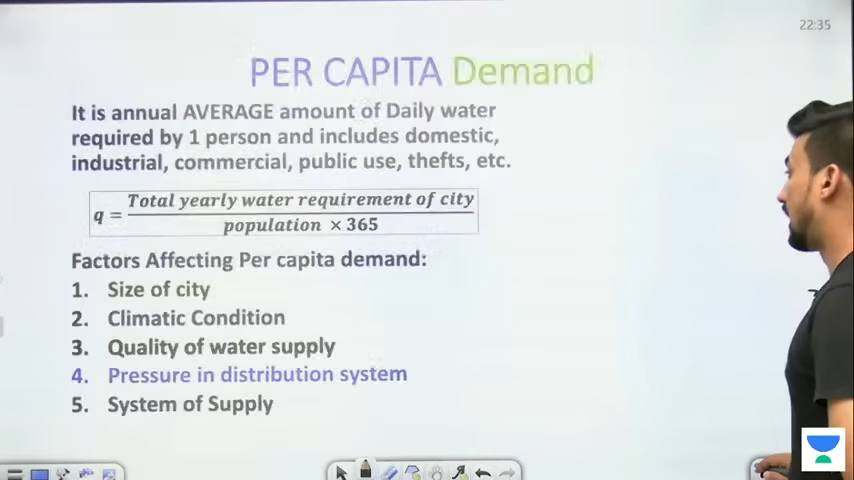 22:35
PER CAPITA Demand
It is annual AVERAGE amount of Daily water
required by 1 person and includes domestic,
industrial, commercial, public use, thefts, etc.
q = Total yearly water requirement of city / population × 365
Factors Affecting Per capita demand:
1. Size of city
2. Climatic Condition
3. Quality of water supply
4. Pressure in distribution system
5. System of Supply